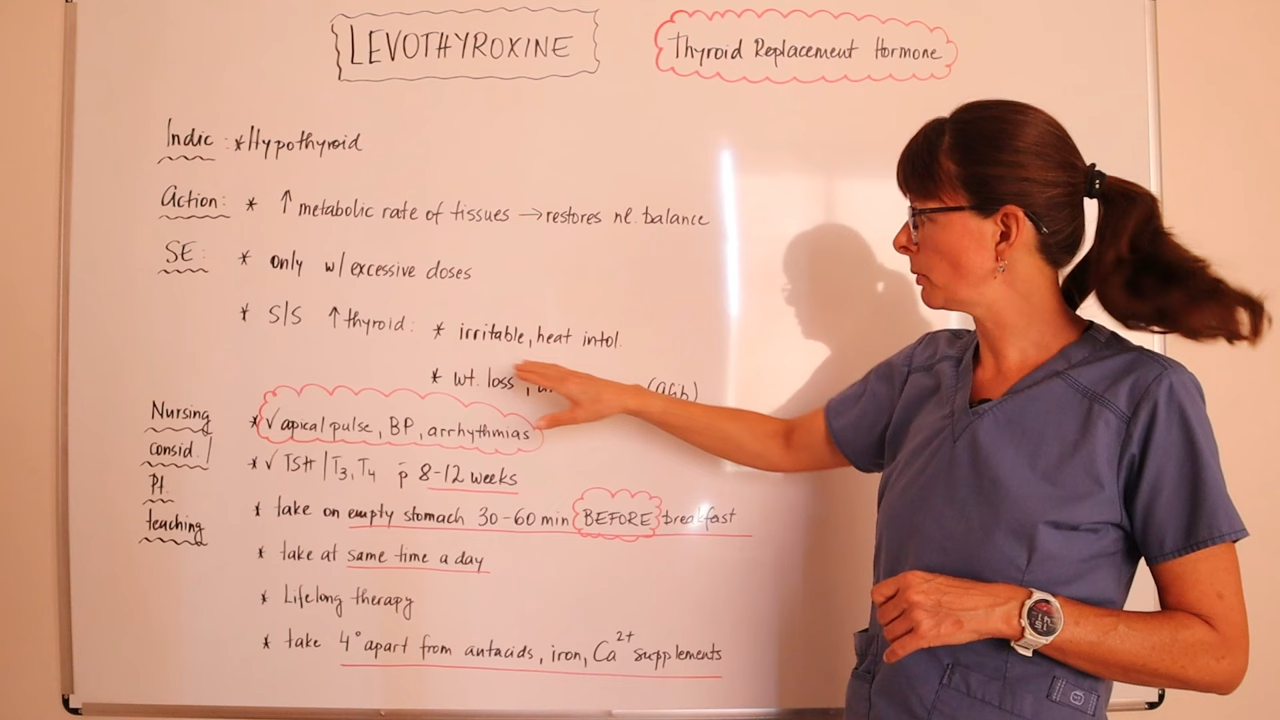 LEVOTHYROXINE
Thyroid Replacement Hormone
Indic : * Hypothyroid
Action: * ↑ metabolic rate of tissues → restores nl. balance
SE: * only w/ excessive doses
* S/S ↑ thyroid: * irritable, heat intol.
* wt. loss, (afib)
Nursing consid. / Pt. teaching
* √ apical pulse, BP, arrhythmias
* √ TSH / T3, T4 p̄ 8-12 weeks
* take on empty stomach 30-60 min BEFORE breakfast
* take at same time a day
* Lifelong therapy
* take 4° apart from antacids, iron, Ca2+ supplements